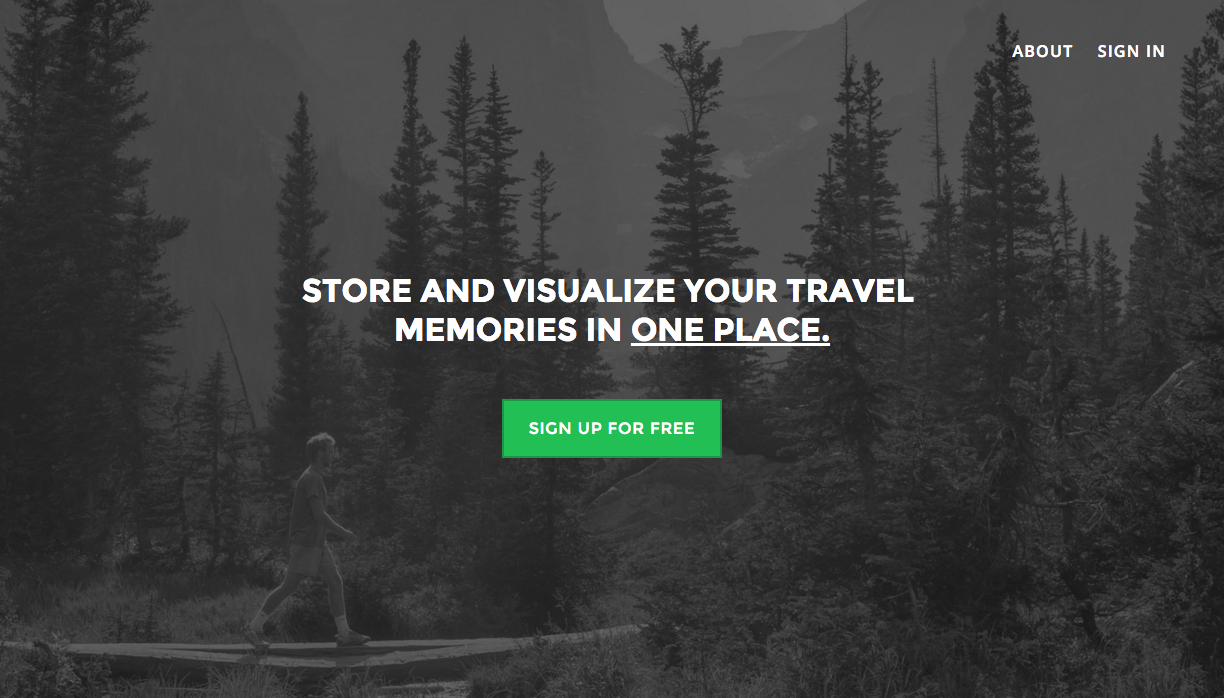 ABOUT SIGN IN
STORE AND VISUALIZE YOUR TRAVEL
MEMORIES IN ONE PLACE.
SIGN UP FOR FREE